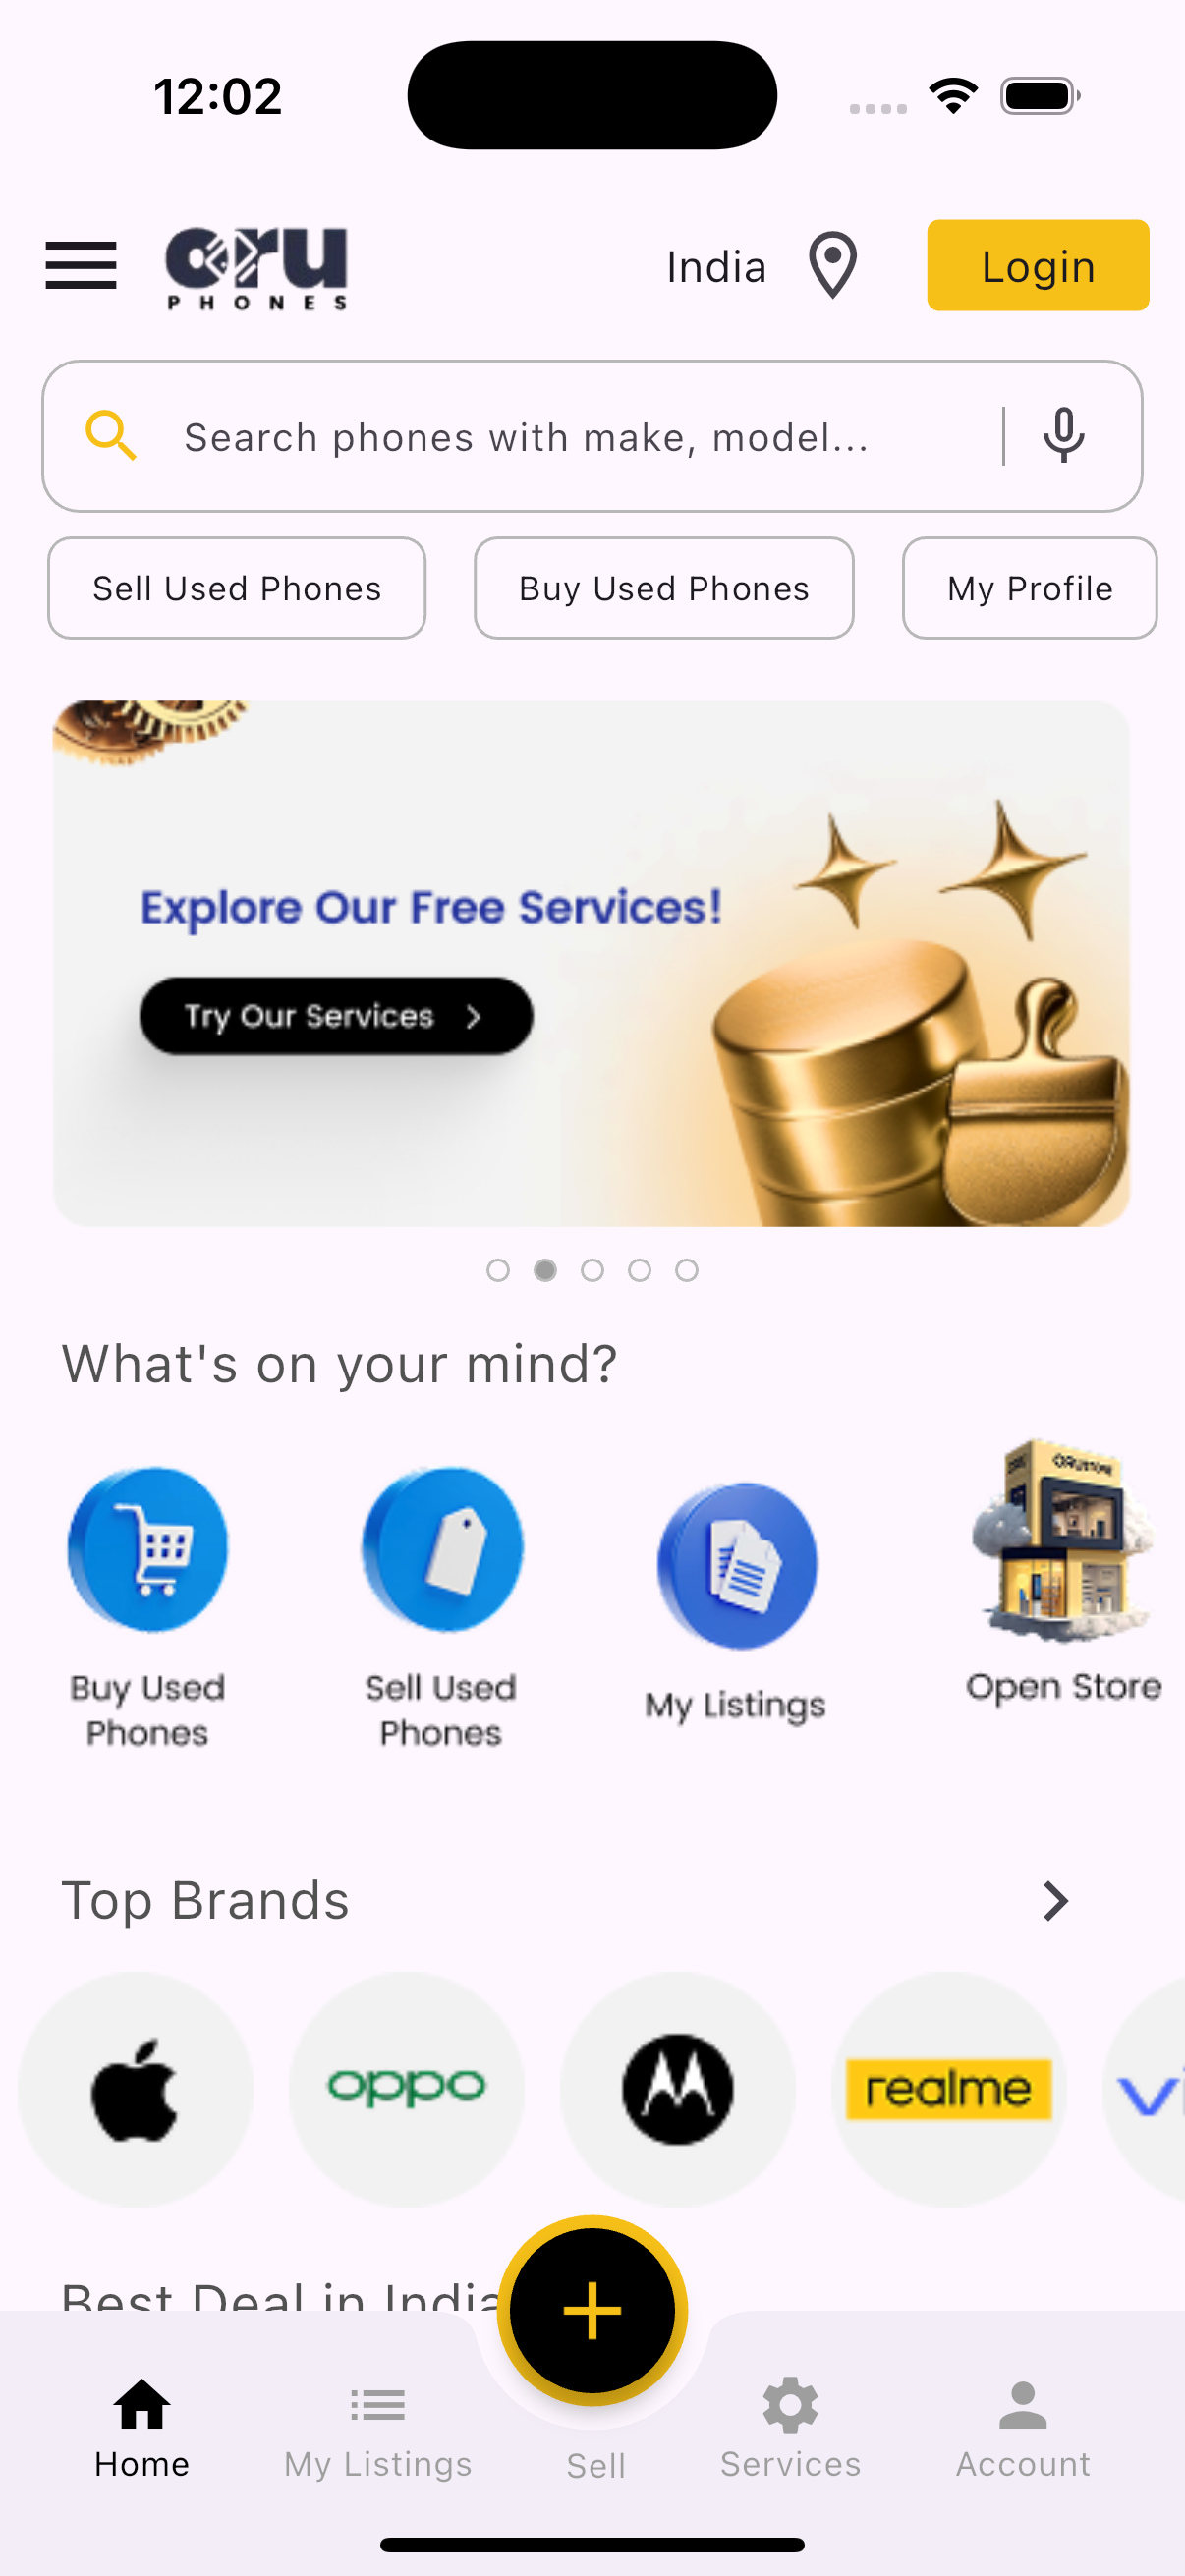 12:02
oru
PHONES
India
Login
Search phones with make, model...
Sell Used Phones
Buy Used Phones
My Profile
Explore Our Free Services!
Try Our Services
What's on your mind?
ORUSTORE
Buy Used
Phones
Sell Used
Phones
My Listings
Open Store
Top Brands
oppo
realme
vi
Best Deal in India
Home
My Listings
Sell
Services
Account